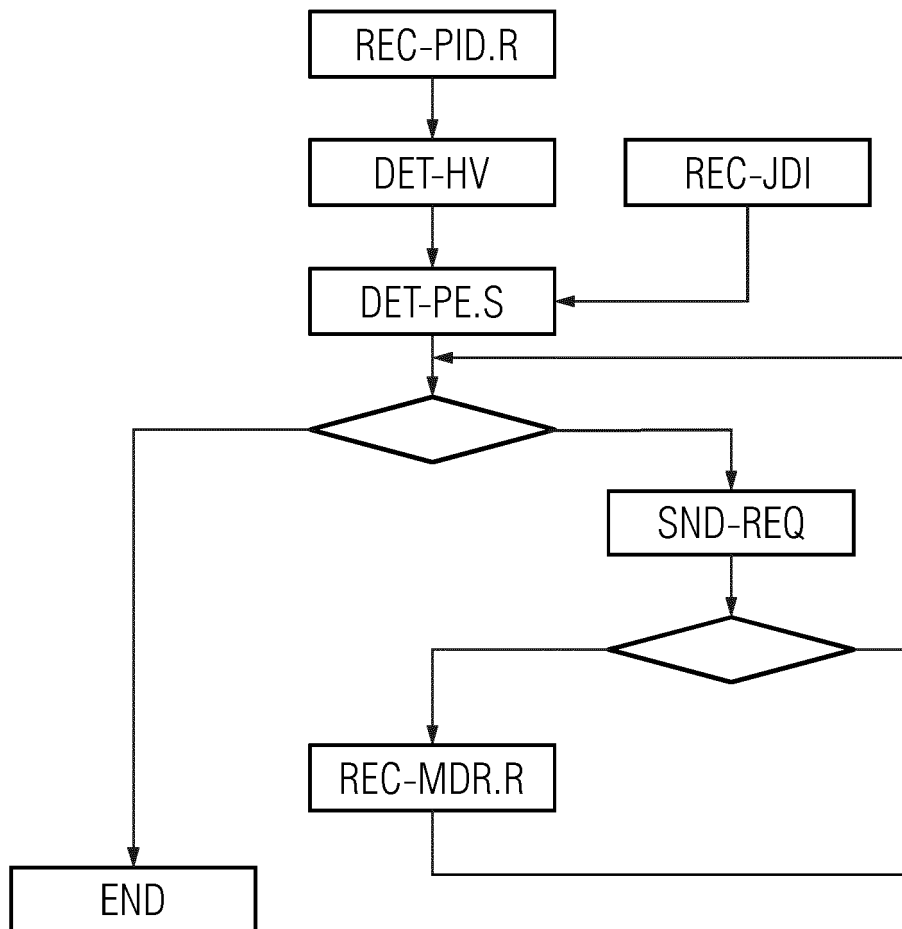 REC-PID.R
DET-HV
REC-JDI
DET-PE.S
SND-REQ
REC-MDR.R
END